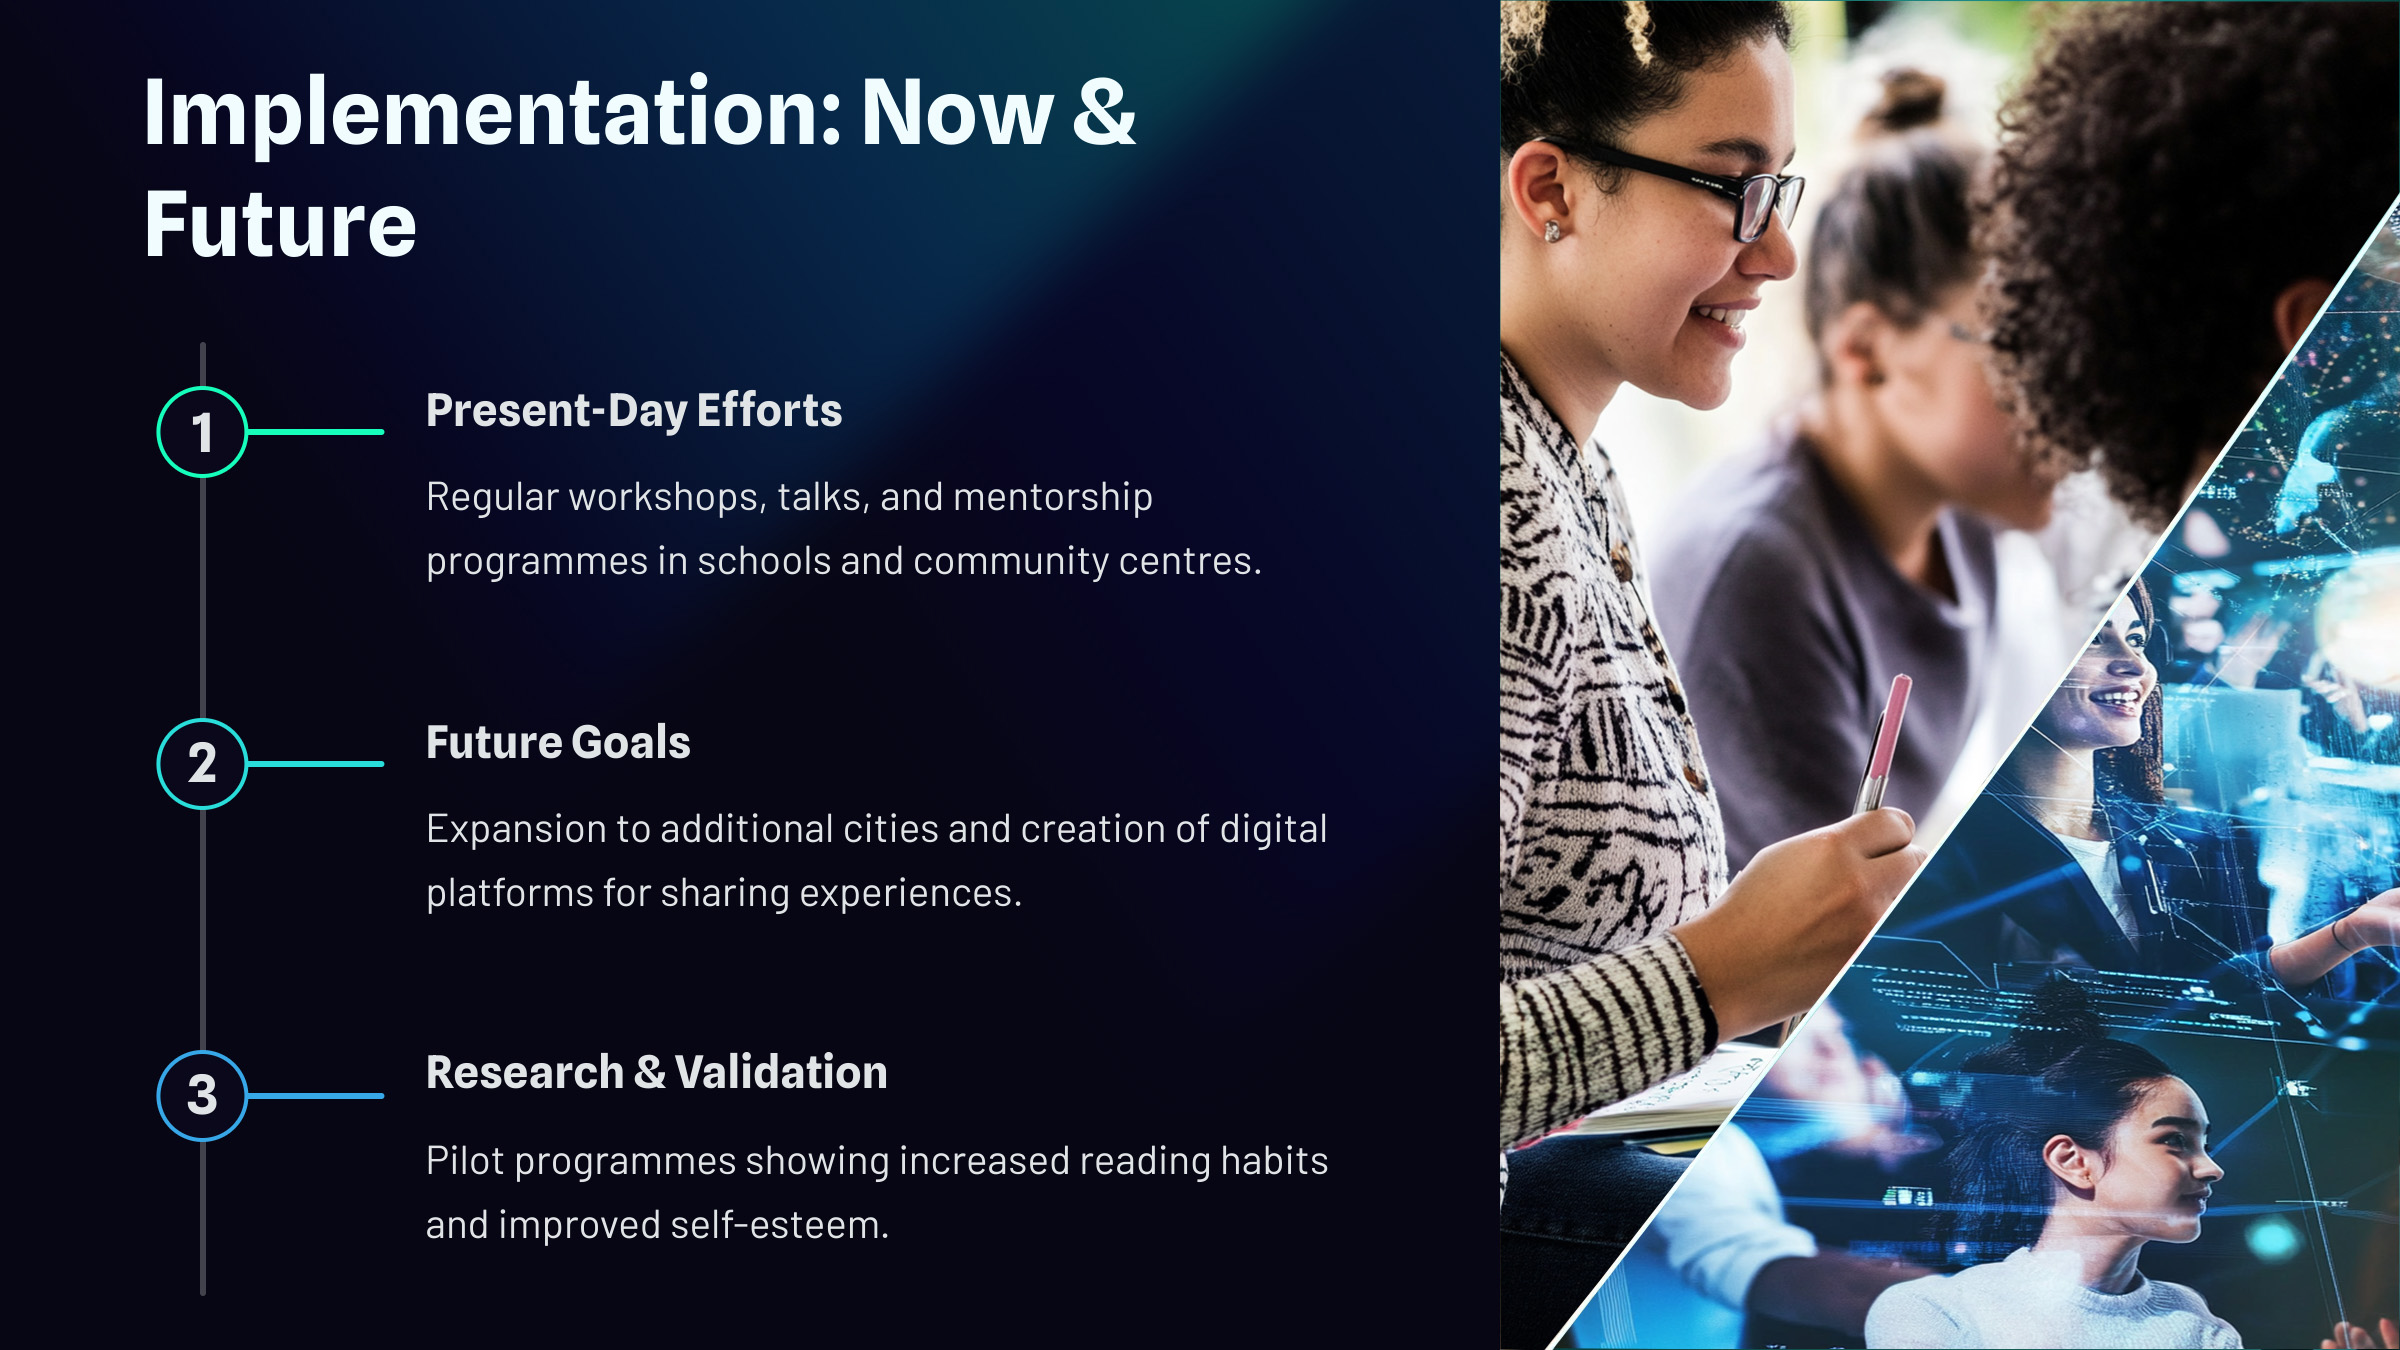 Implementation: Now &
Future
1
Present-Day Efforts
Regular workshops, talks, and mentorship
programmes in schools and community centres.
2
Future Goals
Expansion to additional cities and creation of digital
platforms for sharing experiences.
3
Research & Validation
Pilot programmes showing increased reading habits
and improved self-esteem.